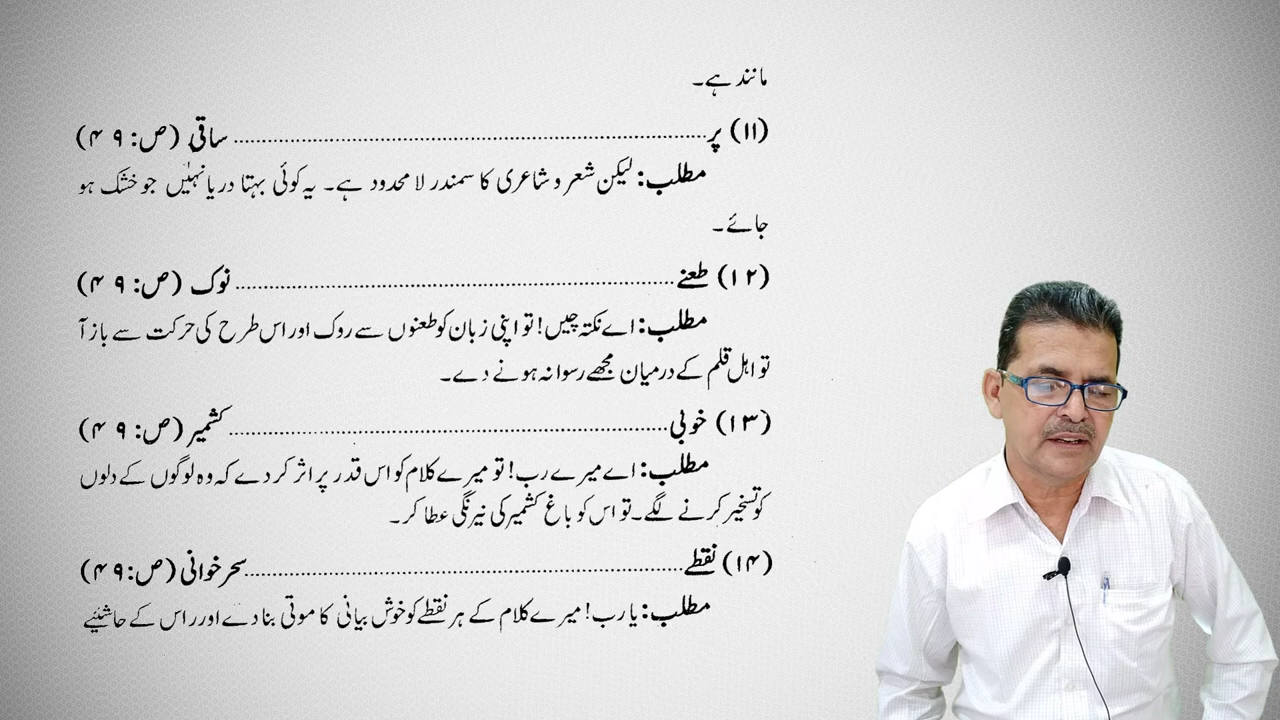 مانند ہے۔
(۱۱) پر ........................................ ساقی (ص: ۴۹)
مطلب: لیکن شعر و شاعری کا سمندر لا محدود ہے۔ یہ کوئی بہتا دریا نہیں جو خشک ہو
جائے۔
(۱۲) طعنے ........................................ نوک (ص: ۴۹)
مطلب: اے نکتہ چیں! تو اپنی زبان کو طعنوں سے روک اور اس طرح کی حرکت سے باز آ
تو اہل قلم کے درمیان مجھے رسوا نہ ہونے دے۔
(۱۳) خوبی ........................................ کشمیر (ص: ۴۹)
مطلب: اے میرے رب! تو میرے کلام کو اس قدر پر اثر کر دے کہ وہ لوگوں کے دلوں
کو تسخیر کرنے لگے۔ تو اس کو باغ کشمیر کی نیرنگی عطا کر۔
(۱۴) نقطے ........................................ سحر خوانی (ص: ۴۹)
مطلب: یا رب! میرے کلام کے ہر نقطے کو خوش بیانی کا موتی بنا دے اورر اس کے حاشئیے